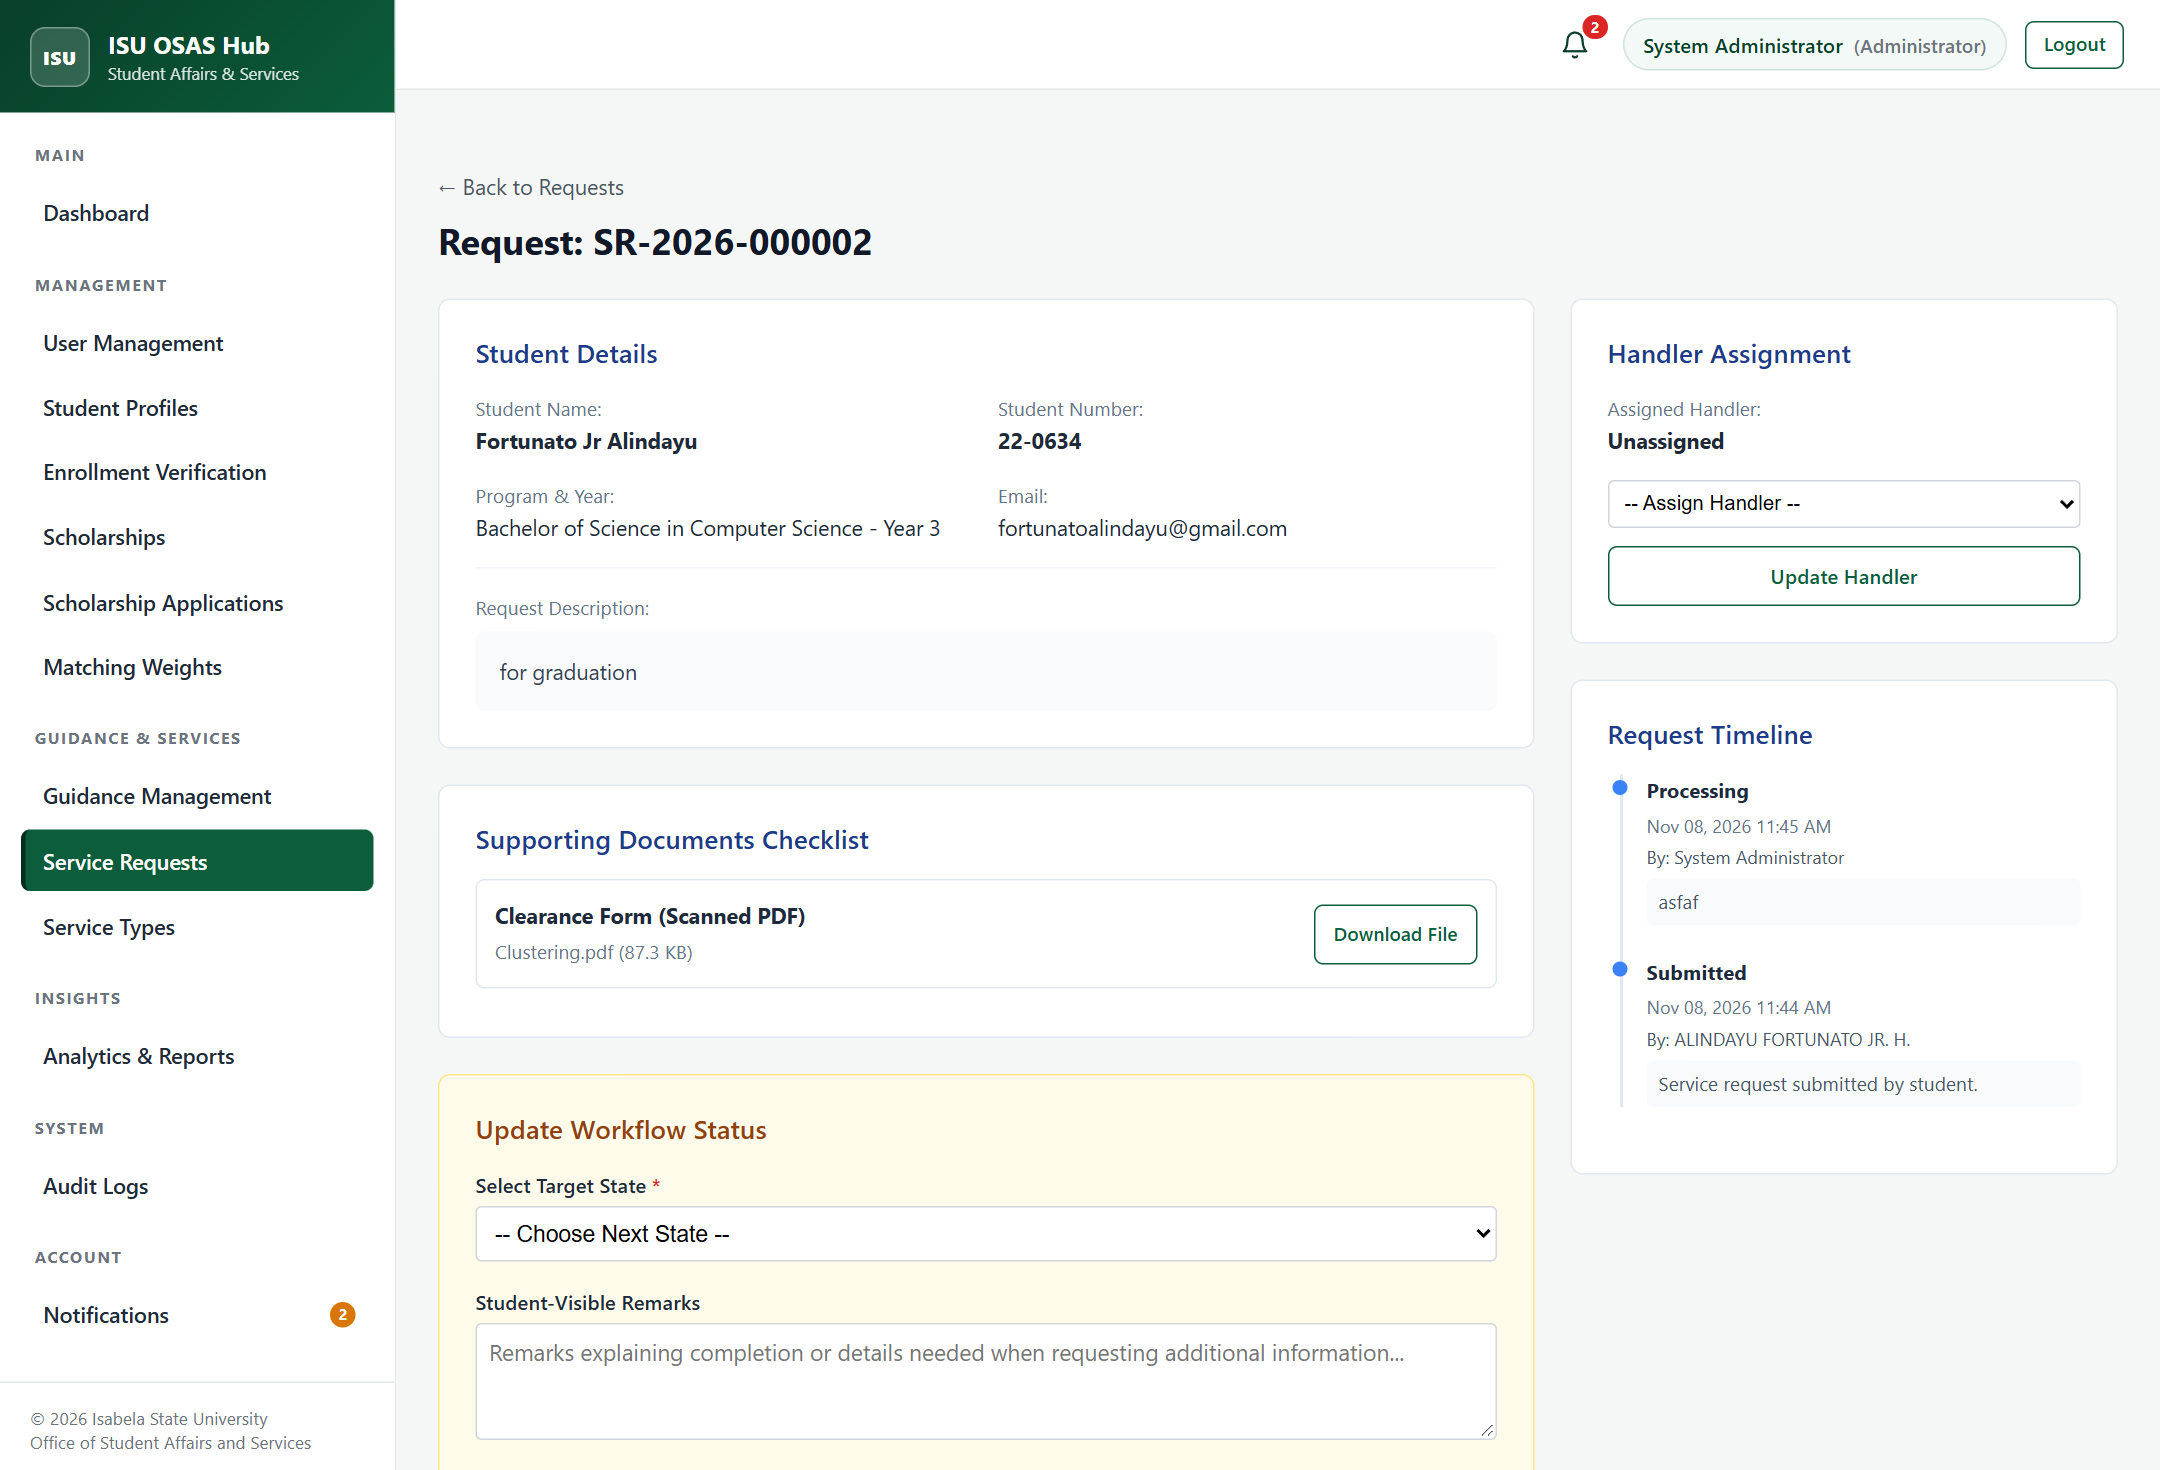 ISU
ISU OSAS Hub
Student Affairs & Services
2
System Administrator (Administrator)
Logout
MAIN
Dashboard
MANAGEMENT
User Management
Student Profiles
Enrollment Verification
Scholarships
Scholarship Applications
Matching Weights
GUIDANCE & SERVICES
Guidance Management
Service Requests
Service Types
INSIGHTS
Analytics & Reports
SYSTEM
Audit Logs
ACCOUNT
Notifications
2
© 2026 Isabela State University
Office of Student Affairs and Services
← Back to Requests
Request: SR-2026-000002
Student Details
Student Name:
Fortunato Jr Alindayu
Student Number:
22-0634
Program & Year:
Bachelor of Science in Computer Science - Year 3
Email:
fortunatoalindayu@gmail.com
Request Description:
for graduation
Supporting Documents Checklist
Clearance Form (Scanned PDF)
Clustering.pdf (87.3 KB)
Download File
Update Workflow Status
Select Target State *
-- Choose Next State --
Student-Visible Remarks
Remarks explaining completion or details needed when requesting additional information...
Handler Assignment
Assigned Handler:
Unassigned
-- Assign Handler --
Update Handler
Request Timeline
Processing
Nov 08, 2026 11:45 AM
By: System Administrator
asfaf
Submitted
Nov 08, 2026 11:44 AM
By: ALINDAYU FORTUNATO JR. H.
Service request submitted by student.